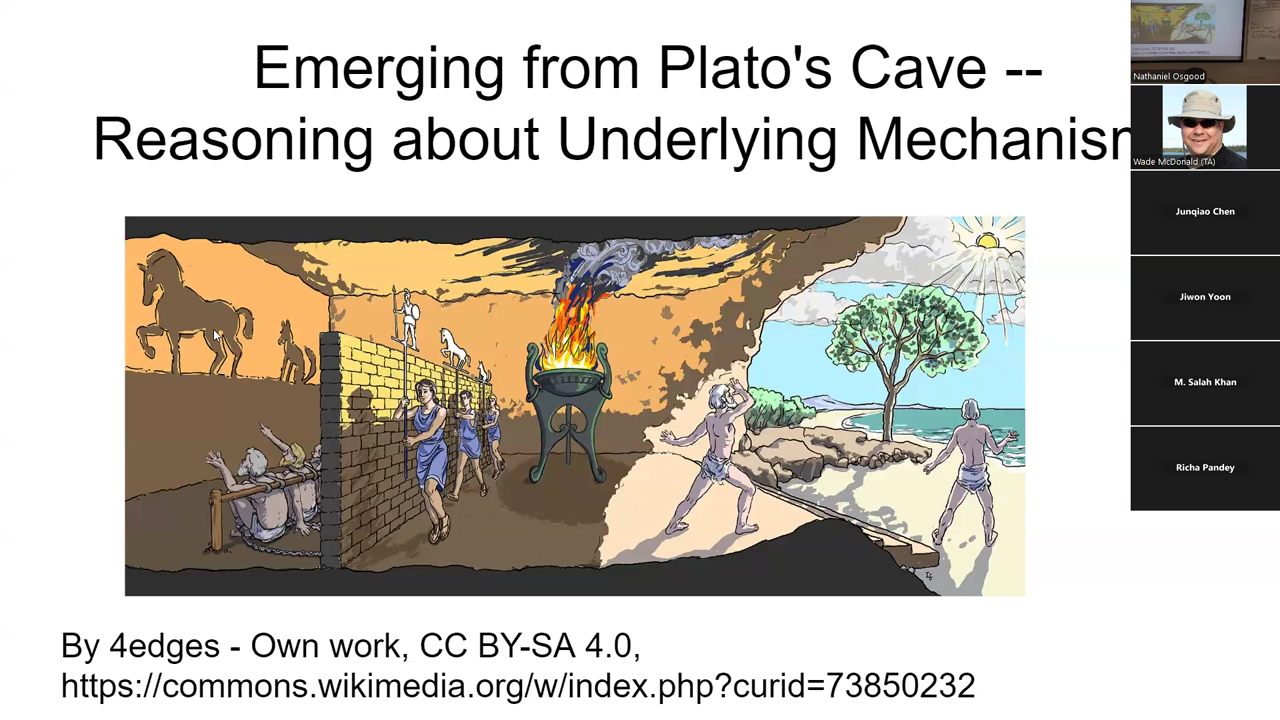 Emerging from Plato's Cave --
Reasoning about Underlying Mechanism
By 4edges - Own work, CC BY-SA 4.0,
https://commons.wikimedia.org/w/index.php?curid=73850232
Nathaniel Osgood
Wade McDonald (TA)
Junqiao Chen
Jiwon Yoon
M. Salah Khan
Richa Pandey